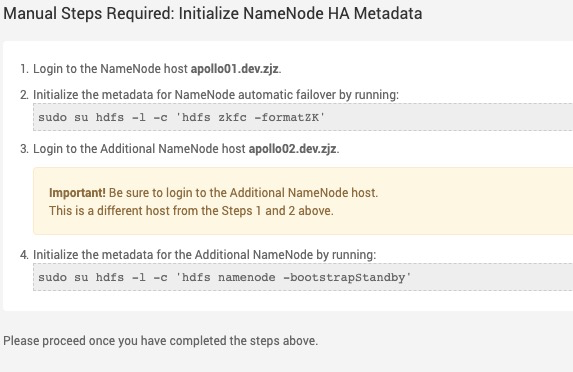 Manual Steps Required: Initialize NameNode HA Metadata
1. Login to the NameNode host apollo01.dev.zjz.
2. Initialize the metadata for NameNode automatic failover by running:
sudo su hdfs -l -c 'hdfs zkfc -formatZK'
3. Login to the Additional NameNode host apollo02.dev.zjz.
Important! Be sure to login to the Additional NameNode host.
This is a different host from the Steps 1 and 2 above.
4. Initialize the metadata for the Additional NameNode by running:
sudo su hdfs -l -c 'hdfs namenode -bootstrapStandby'
Please proceed once you have completed the steps above.